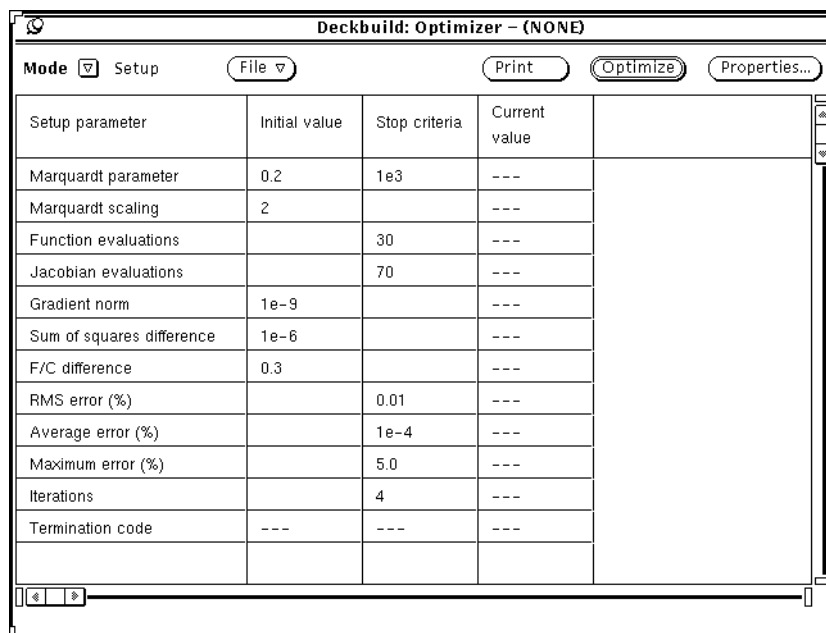 Deckbuild: Optimizer – (NONE)
Mode Setup File Print Optimize Properties...
Setup parameter Initial value Stop criteria Current value
Marquardt parameter 0.2 1e3 ---
Marquardt scaling 2 ---
Function evaluations 30 ---
Jacobian evaluations 70 ---
Gradient norm 1e-9 ---
Sum of squares difference 1e-6 ---
F/C difference 0.3 ---
RMS error (%) 0.01 ---
Average error (%) 1e-4 ---
Maximum error (%) 5.0 ---
Iterations 4 ---
Termination code --- --- ---